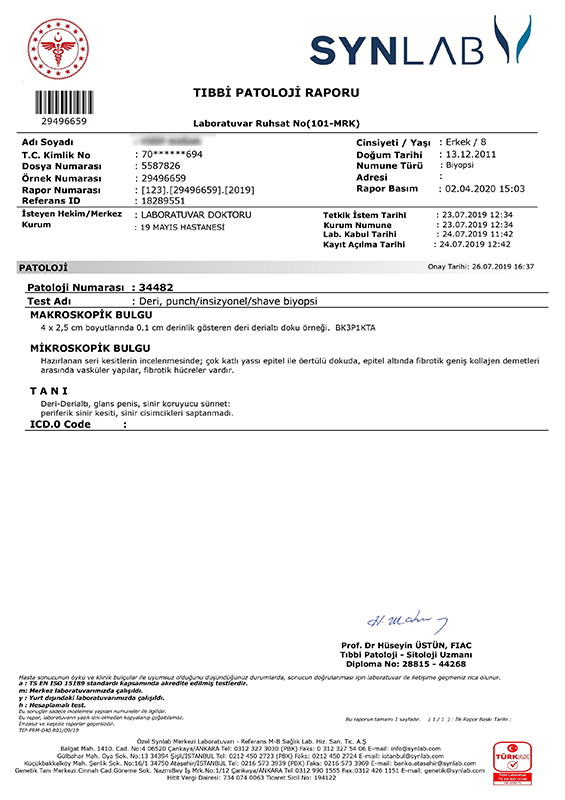 SYNLAB
TIBBİ PATOLOJİ RAPORU
29496659
Laboratuvar Ruhsat No(101-MRK)
Adı Soyadı :
Cinsiyeti / Yaşı : Erkek / 8
T.C. Kimlik No : 70******694
Doğum Tarihi : 13.12.2011
Dosya Numarası : 5587826
Numune Türü : Biyopsi
Örnek Numarası : 29496659
Adresi :
Rapor Numarası : [123].[29496659].[2019]
Rapor Basım : 02.04.2020 15:03
Referans ID : 18289551
İsteyen Hekim/Merkez : LABORATUVAR DOKTORU
Tetkik İstem Tarihi : 23.07.2019 12:34
Kurum : 19 MAYIS HASTANESİ
Kurum Numune : 23.07.2019 12:34
Lab. Kabul Tarihi : 24.07.2019 11:42
Kayıt Açılma Tarihi : 24.07.2019 12:42
PATOLOJİ
Onay Tarihi: 26.07.2019 16:37
Patoloji Numarası : 34482
Test Adı : Deri, punch/insizyonel/shave biyopsi
MAKROSKOPİK BULGU
4 x 2,5 cm boyutlarında 0.1 cm derinlik gösteren deri derialtı doku örneği. BK3P1KTA
MİKROSKOPİK BULGU
Hazırlanan seri kesitlerin incelenmesinde; çok katlı yassı epitel ile öertülü dokuda, epitel altında fibrotik geniş kollajen demetleri
arasında vasküler yapılar, fibrotik hücreler vardır.
T A N I
Deri-Derialtı, glans penis, sinir koruyucu sünnet:
periferik sinir kesiti, sinir cisimcikleri saptanmadı.
ICD.0 Code :
Prof. Dr Hüseyin ÜSTÜN, FIAC
Tıbbi Patoloji - Sitoloji Uzmanı
Diploma No: 28815 - 44268
Hasta sonucunun öykü ve klinik bulgular ile uyumsuz olduğunu düşündüğünüz durumlarda, sonucun doğrulanması için laboratuvar ile iletişime geçmeniz rica olunur.
a : TS EN ISO 15189 standardı kapsamında akredite edilmiş testlerdir.
m: Merkez laboratuvarımızda çalışıldı.
y : Yurt dışındaki laboratuvarımızda çalışıldı.
h : Hesaplamalı test.
Bu sonuçlar sadece incelemesi yapılan numuneler ile ilgilidir.
Bu rapor, laboratuvarın yazılı izni olmadan kopyalanıp çoğaltılamaz.
İmzasız ve kaşesiz raporlar geçersizdir.
TIP-FRM-040 R01/09/19
Bu raporun tamamı 1 sayfadır. ( 1 / 1 ) : İlk Rapor Baskı Tarihi :
Özel Synlab Merkezi Laboratuvarı - Referans M-B Sağlık Lab. Hiz. San. Tic. A.Ş
Balgat Mah. 1410. Cad. No:4 06520 Çankaya/ANKARA Tel: 0312 327 3030 (PBX) Faks: 0 312 327 54 06 E-mail: info@synlab.com
Gülbahar Mah. Oya Sok. No:13 34394 Şişli/İSTANBUL Tel: 0212 450 2723 (PBX) Faks: 0212 450 2728 E-mail: istanbul@synlab.com
Küçükbakkalköy Mah. Şerilik Sok. No:16/1 34750 Ataşehir/İSTANBUL Tel: 0216 573 3939 (PBX) Faks: 0216 573 3969 E-mail: beriko.atasehir@synlab.com
Genetik Tanı Merkezi.Cinnah Cad.Göreme Sok. NazmıBey İş Mrk.No:1/12 Çankaya/ANKARA Tel:0312 990 1555 Fax:0312 426 1151 E-mail: genetik@synlab.com
Hitit Vergi Dairesi: 734 074 0063 Ticaret Sicil No: 194122
TÜRKAK